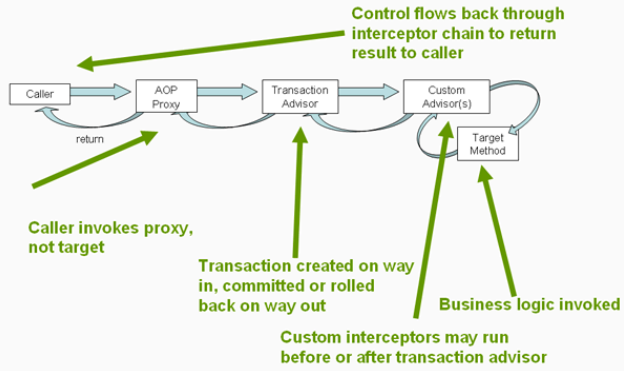 Control flows back through
interceptor chain to return
result to caller
Caller
AOP
Proxy
Transaction
Advisor
Custom
Advisor(s)
return
Target
Method
Caller invokes proxy,
not target
Transaction created on way
in, committed or rolled
back on way out
Business logic invoked
Custom interceptors may run
before or after transaction advisor